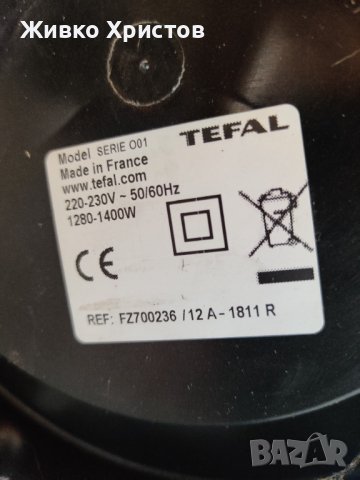 Живко Христов
Model SERIE O01
Made in France
www.tefal.com
220-230V ~ 50/60Hz
1280-1400W
TEFAL
CE
REF: FZ700236 / 12 A - 1811 R
BAZAR